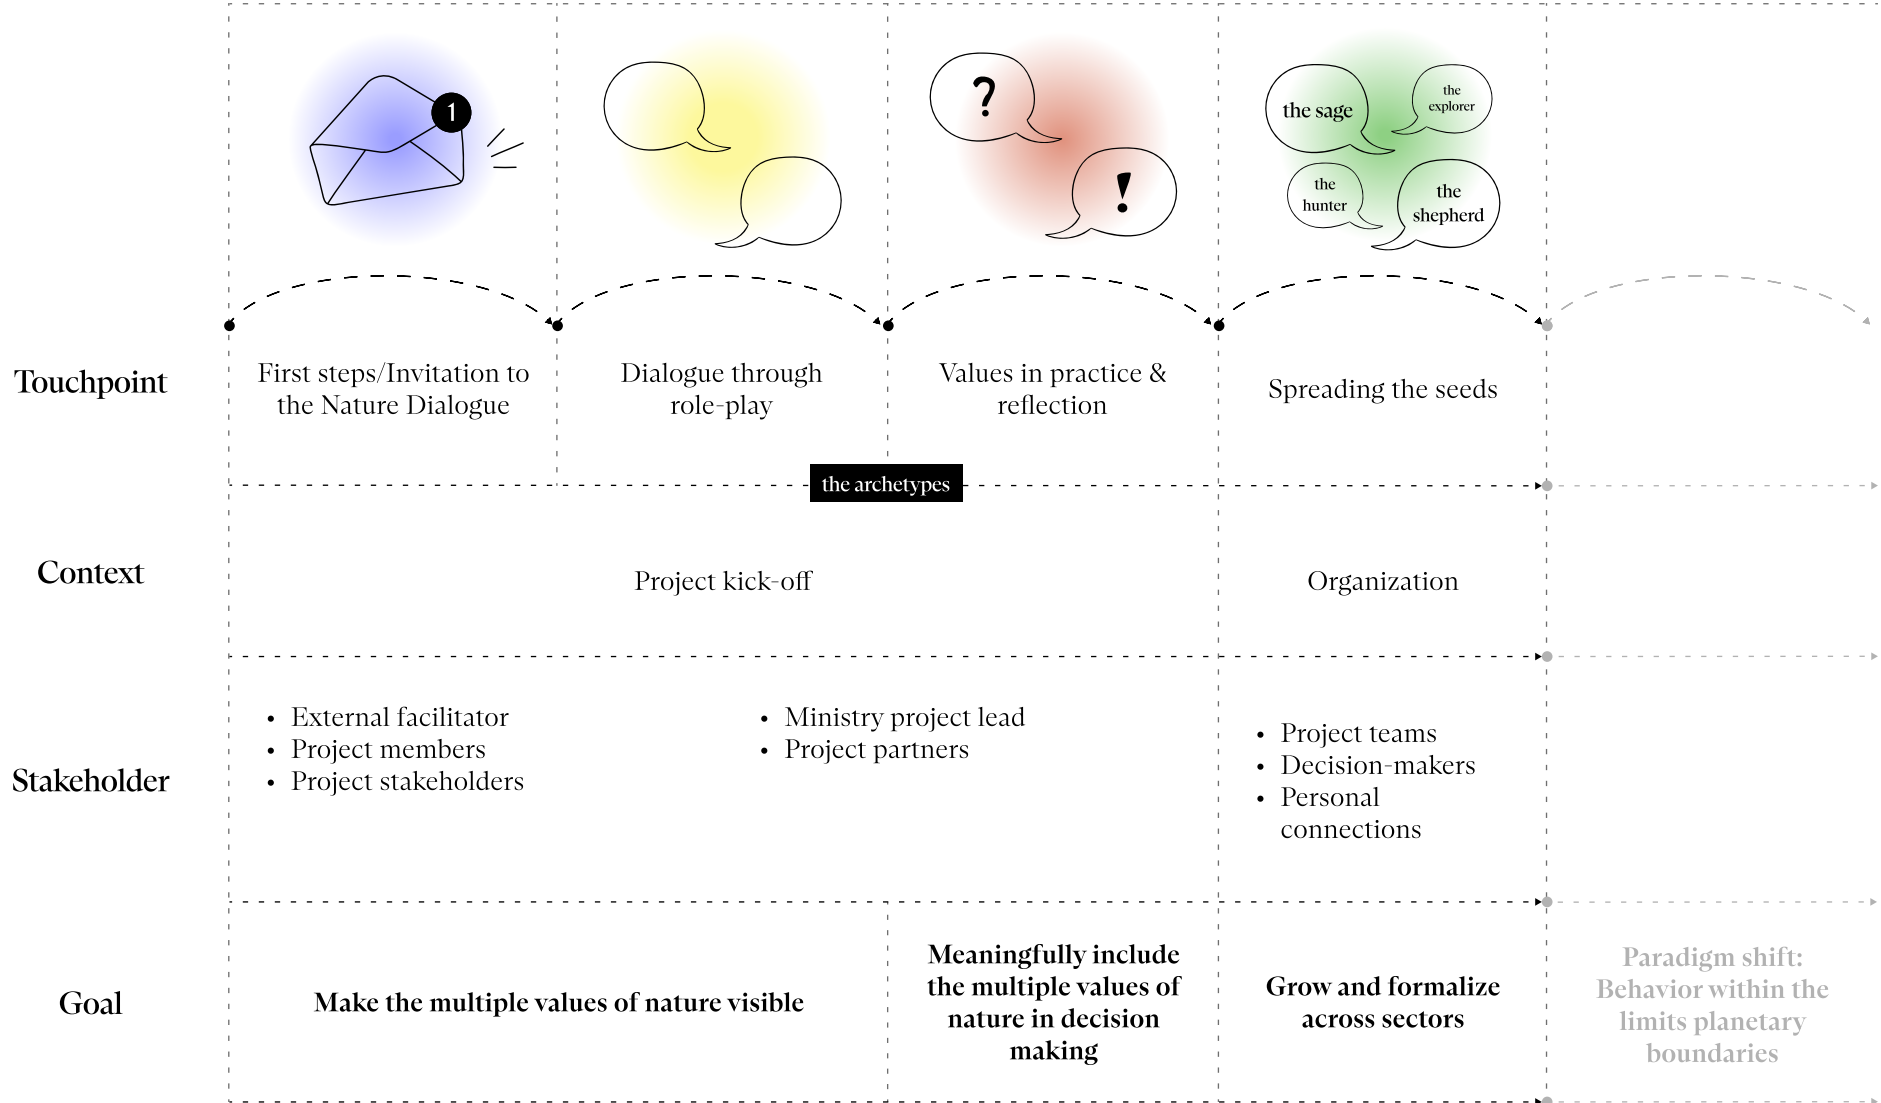 1
?
!
the sage
the
explorer
the
hunter
the
shepherd
Touchpoint
First steps/Invitation to
the Nature Dialogue
Dialogue through
role-play
Values in practice &
reflection
Spreading the seeds
the archetypes
Context
Project kick-off
Organization
Stakeholder
• External facilitator
• Project members
• Project stakeholders
• Ministry project lead
• Project partners
• Project teams
• Decision-makers
• Personal
connections
Goal
Make the multiple values of nature visible
Meaningfully include
the multiple values of
nature in decision
making
Grow and formalize
across sectors
Paradigm shift:
Behavior within the
limits planetary
boundaries